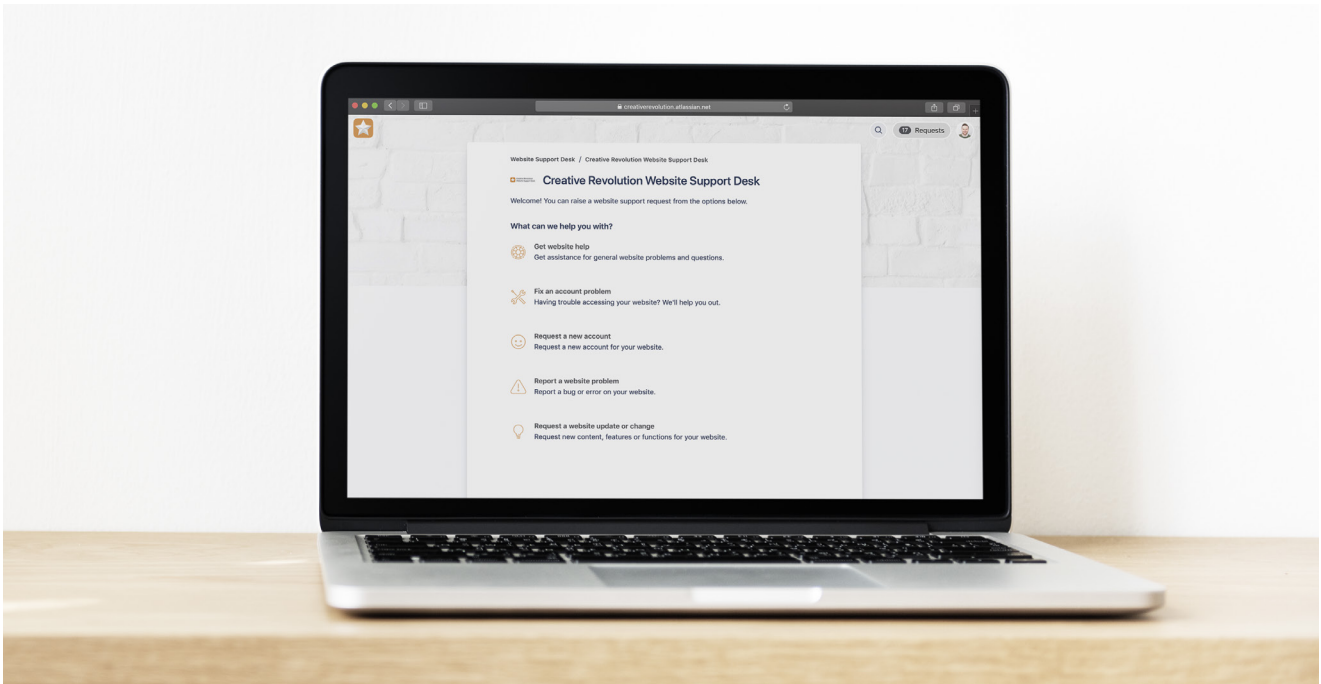 creativerevolution.atlassian.net
17 Requests
Website Support Desk / Creative Revolution Website Support Desk
Creative Revolution Website Support Desk
Welcome! You can raise a website support request from the options below.
What can we help you with?
Get website help
Get assistance for general website problems and questions.
Fix an account problem
Having trouble accessing your website? We'll help you out.
Request a new account
Request a new account for your website.
Report a website problem
Report a bug or error on your website.
Request a website update or change
Request new content, features or functions for your website.